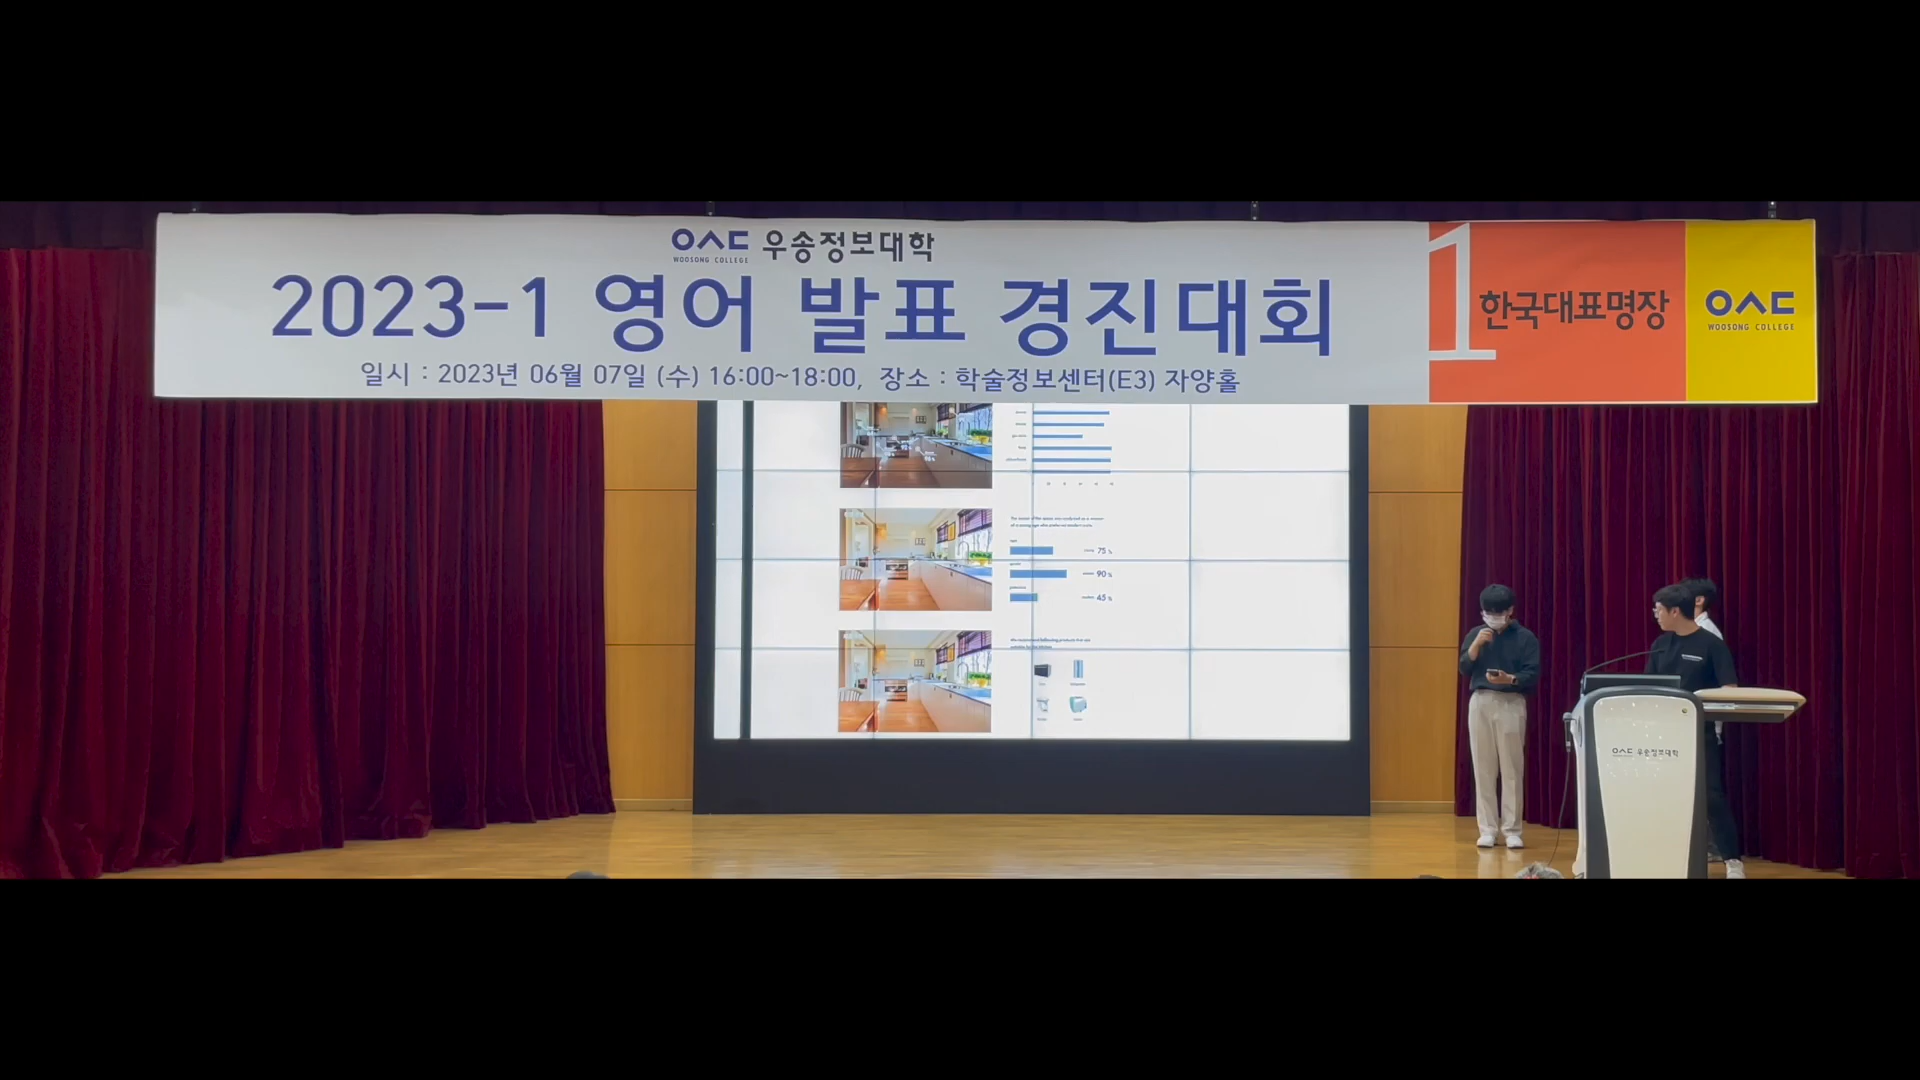 ㅇㅅㄷ 우송정보대학
WOOSONG COLLEGE
2023-1 영어 발표 경진대회
일시 : 2023년 06월 07일 (수) 16:00~18:00, 장소 : 학술정보센터(E3) 자양홀
1 한국대표명장
ㅇㅅㄷ
WOOSONG COLLEGE
75 %
90 %
45 %
ㅇㅅㄷ 우송정보대학